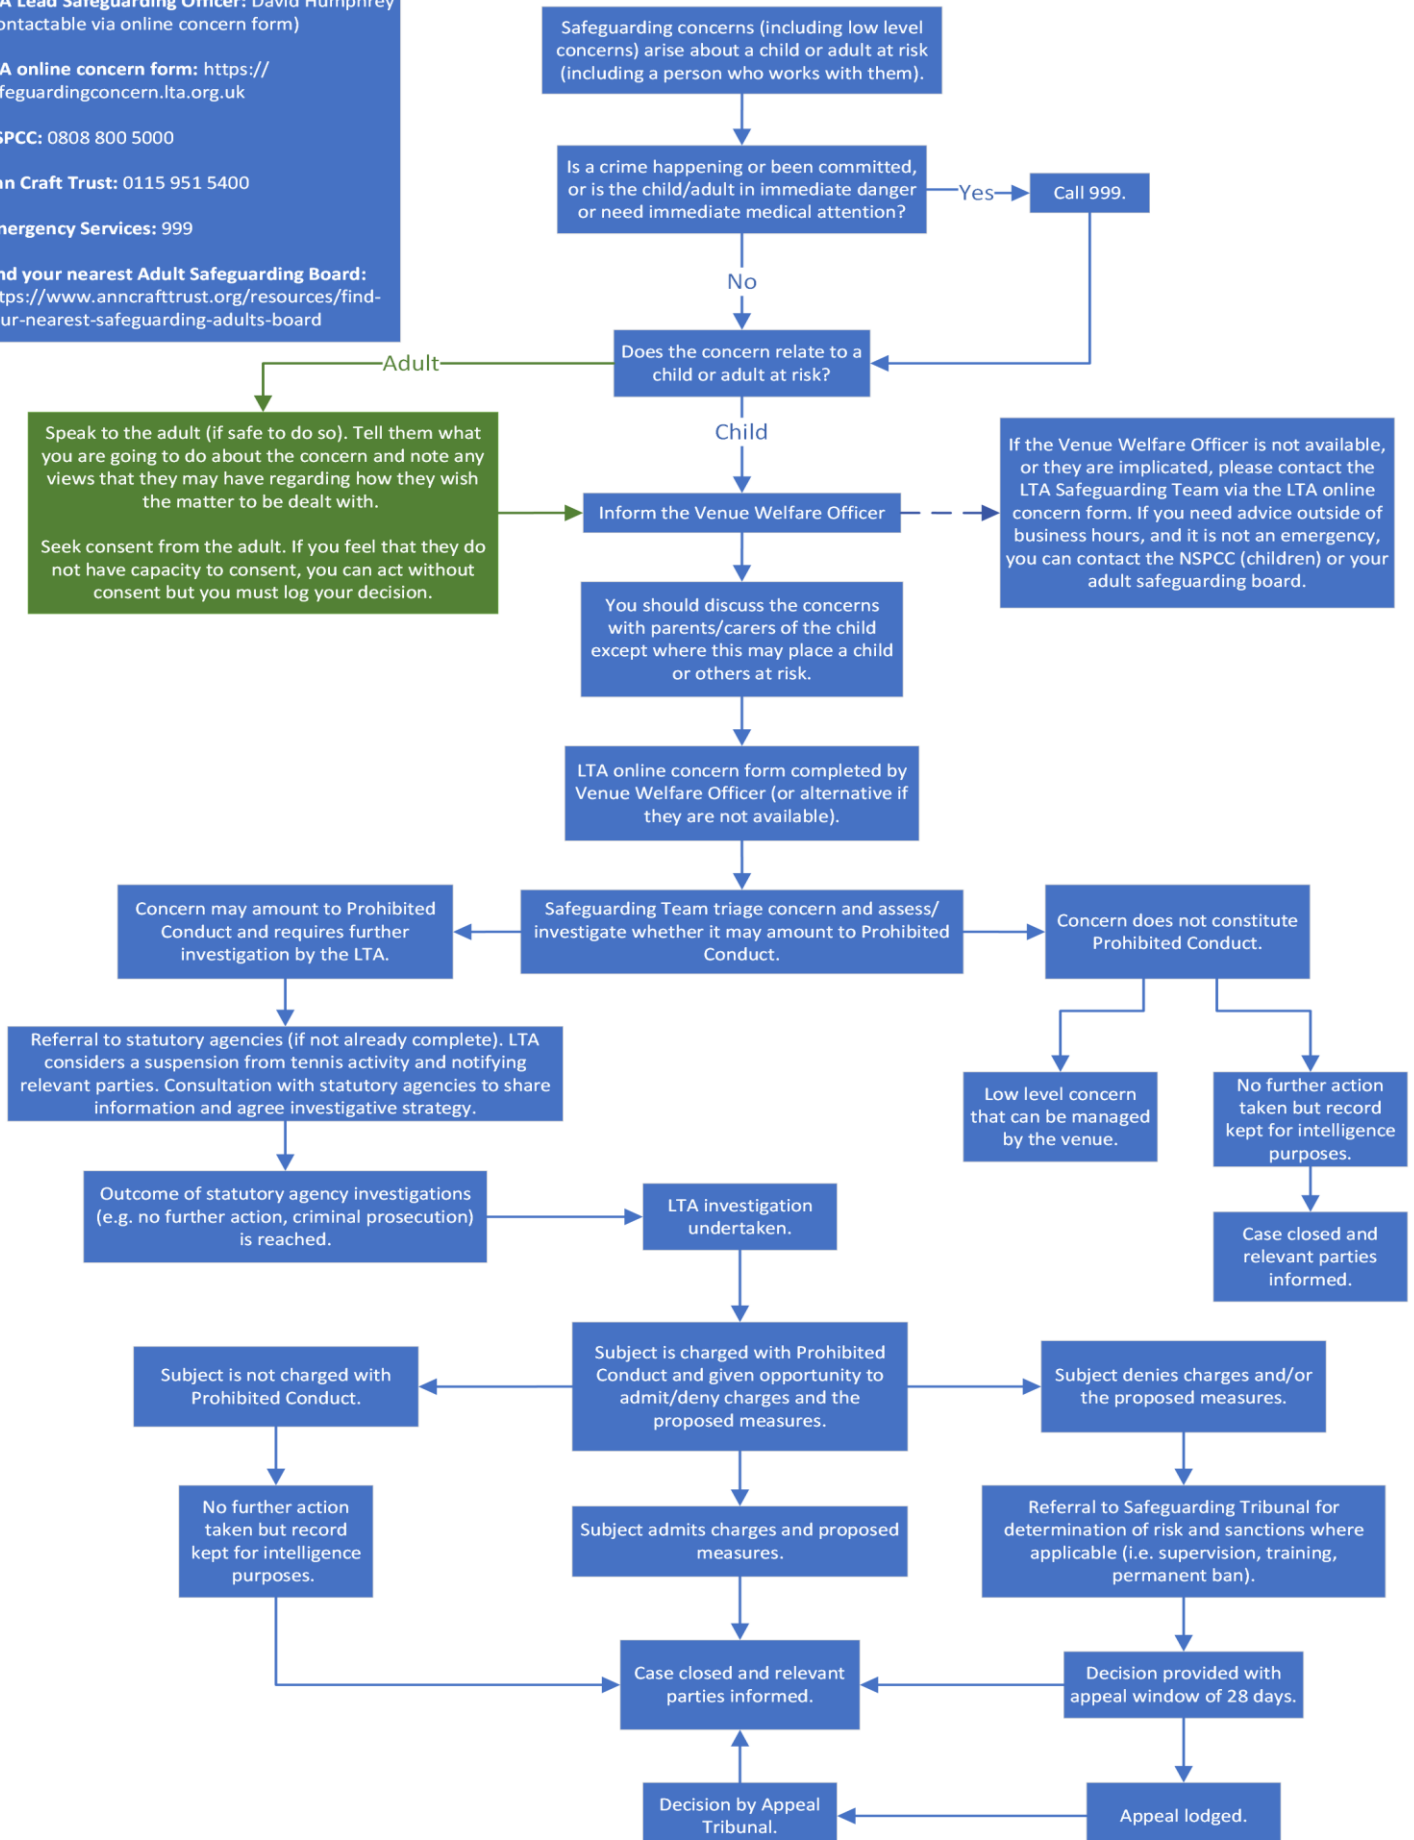 A Lead Safeguarding Officer: David Humphrey
ontactable via online concern form)
A online concern form: https://
feguardingconcern.lta.org.uk
SPCC: 0808 800 5000
nn Craft Trust: 0115 951 5400
mergency Services: 999
nd your nearest Adult Safeguarding Board:
tps://www.anncrafttrust.org/resources/find-
ur-nearest-safeguarding-adults-board
Safeguarding concerns (including low level
concerns) arise about a child or adult at risk
(including a person who works with them).
Is a crime happening or been committed,
or is the child/adult in immediate danger
or need immediate medical attention?
Yes
Call 999.
No
Does the concern relate to a
child or adult at risk?
Adult
Speak to the adult (if safe to do so). Tell them what
you are going to do about the concern and note any
views that they may have regarding how they wish
the matter to be dealt with.
Seek consent from the adult. If you feel that they do
not have capacity to consent, you can act without
consent but you must log your decision.
Child
Inform the Venue Welfare Officer
If the Venue Welfare Officer is not available,
or they are implicated, please contact the
LTA Safeguarding Team via the LTA online
concern form. If you need advice outside of
business hours, and it is not an emergency,
you can contact the NSPCC (children) or your
adult safeguarding board.
You should discuss the concerns
with parents/carers of the child
except where this may place a child
or others at risk.
LTA online concern form completed by
Venue Welfare Officer (or alternative if
they are not available).
Safeguarding Team triage concern and assess/
investigate whether it may amount to Prohibited
Conduct.
Concern may amount to Prohibited
Conduct and requires further
investigation by the LTA.
Concern does not constitute
Prohibited Conduct.
Referral to statutory agencies (if not already complete). LTA
considers a suspension from tennis activity and notifying
relevant parties. Consultation with statutory agencies to share
information and agree investigative strategy.
Low level concern
that can be managed
by the venue.
No further action
taken but record
kept for intelligence
purposes.
Outcome of statutory agency investigations
(e.g. no further action, criminal prosecution)
is reached.
LTA investigation
undertaken.
Case closed and
relevant parties
informed.
Subject is not charged with
Prohibited Conduct.
Subject is charged with Prohibited
Conduct and given opportunity to
admit/deny charges and the
proposed measures.
Subject denies charges and/or
the proposed measures.
No further action
taken but record
kept for intelligence
purposes.
Subject admits charges and proposed
measures.
Referral to Safeguarding Tribunal for
determination of risk and sanctions where
applicable (i.e. supervision, training,
permanent ban).
Case closed and relevant
parties informed.
Decision provided with
appeal window of 28 days.
Decision by Appeal
Tribunal.
Appeal lodged.